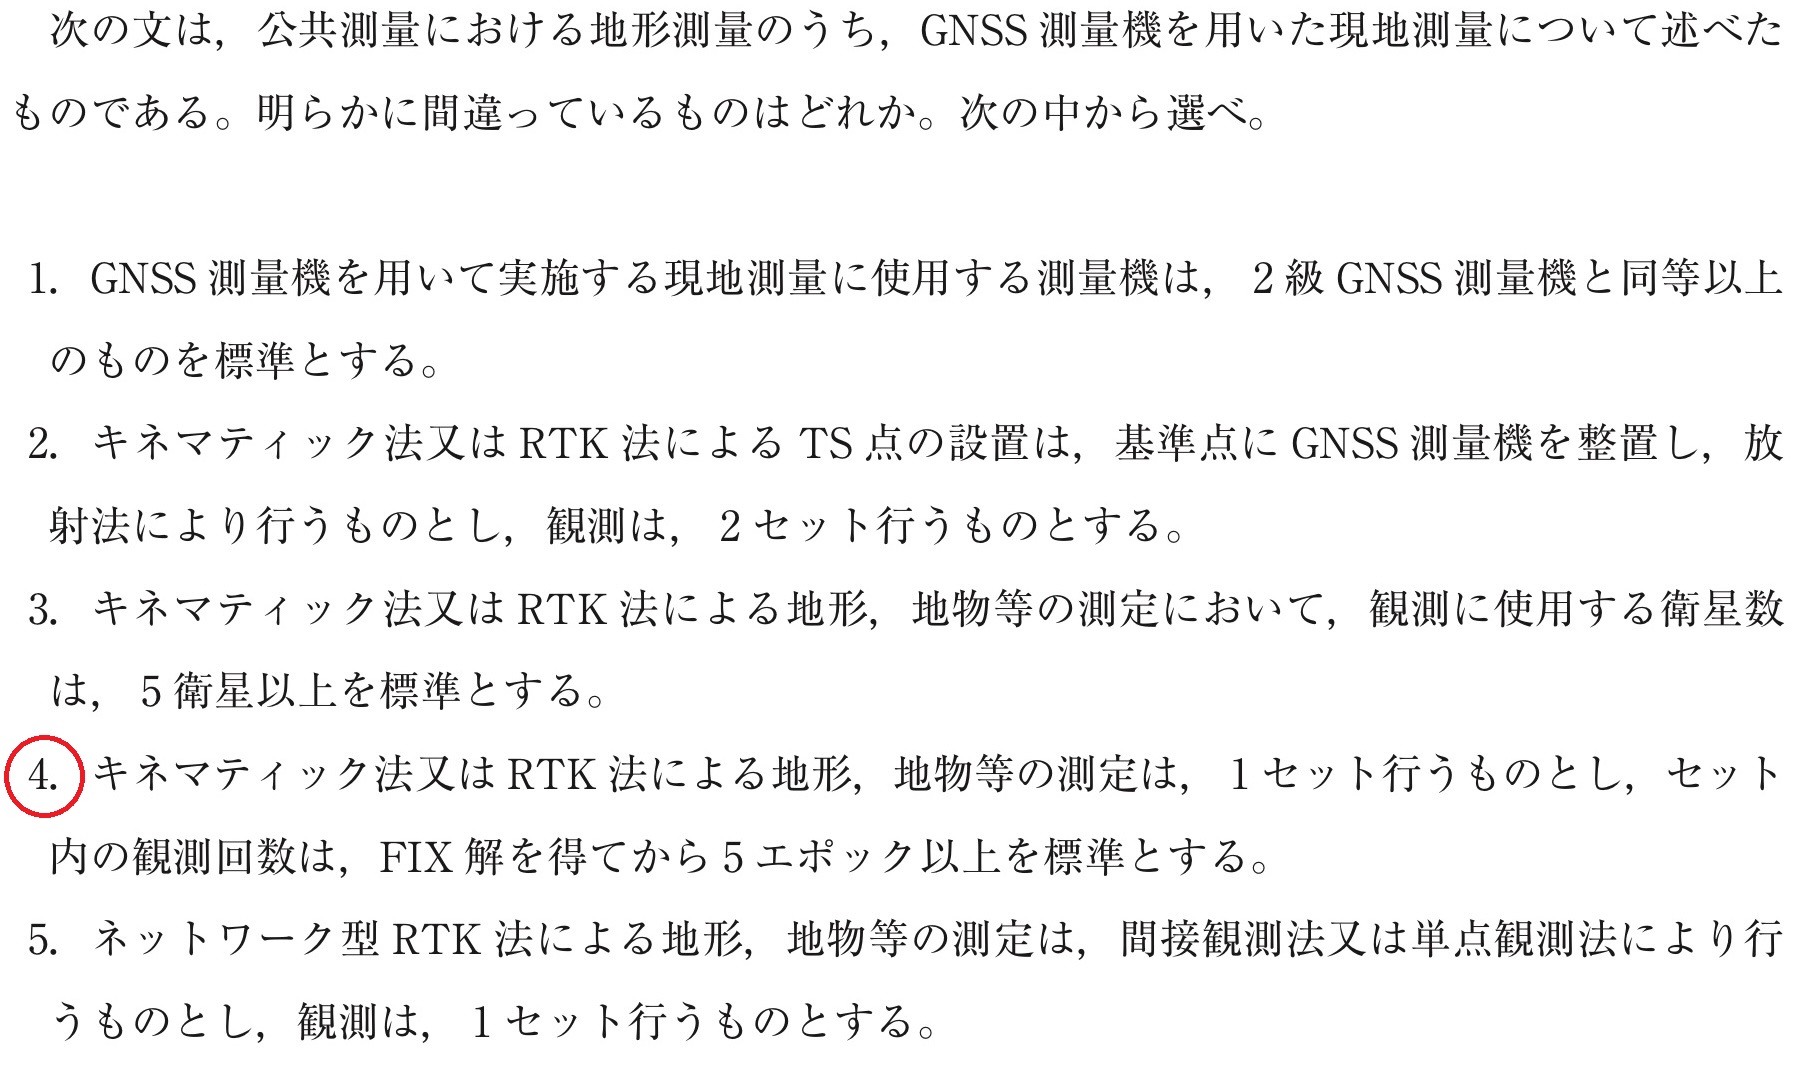 次の文は，公共測量における地形測量のうち，GNSS 測量機を用いた現地測量について述べた
ものである。明らかに間違っているものはどれか。次の中から選べ。
1. GNSS 測量機を用いて実施する現地測量に使用する測量機は，2 級 GNSS 測量機と同等以上
のものを標準とする。
2. キネマティック法又は RTK 法による TS 点の設置は，基準点に GNSS 測量機を整置し，放
射法により行うものとし，観測は，2 セット行うものとする。
3. キネマティック法又は RTK 法による地形，地物等の測定において，観測に使用する衛星数
は，5 衛星以上を標準とする。
4. キネマティック法又は RTK 法による地形，地物等の測定は，1 セット行うものとし，セット
内の観測回数は，FIX 解を得てから 5 エポック以上を標準とする。
5. ネットワーク型 RTK 法による地形，地物等の測定は，間接観測法又は単点観測法により行
うものとし，観測は，1 セット行うものとする。